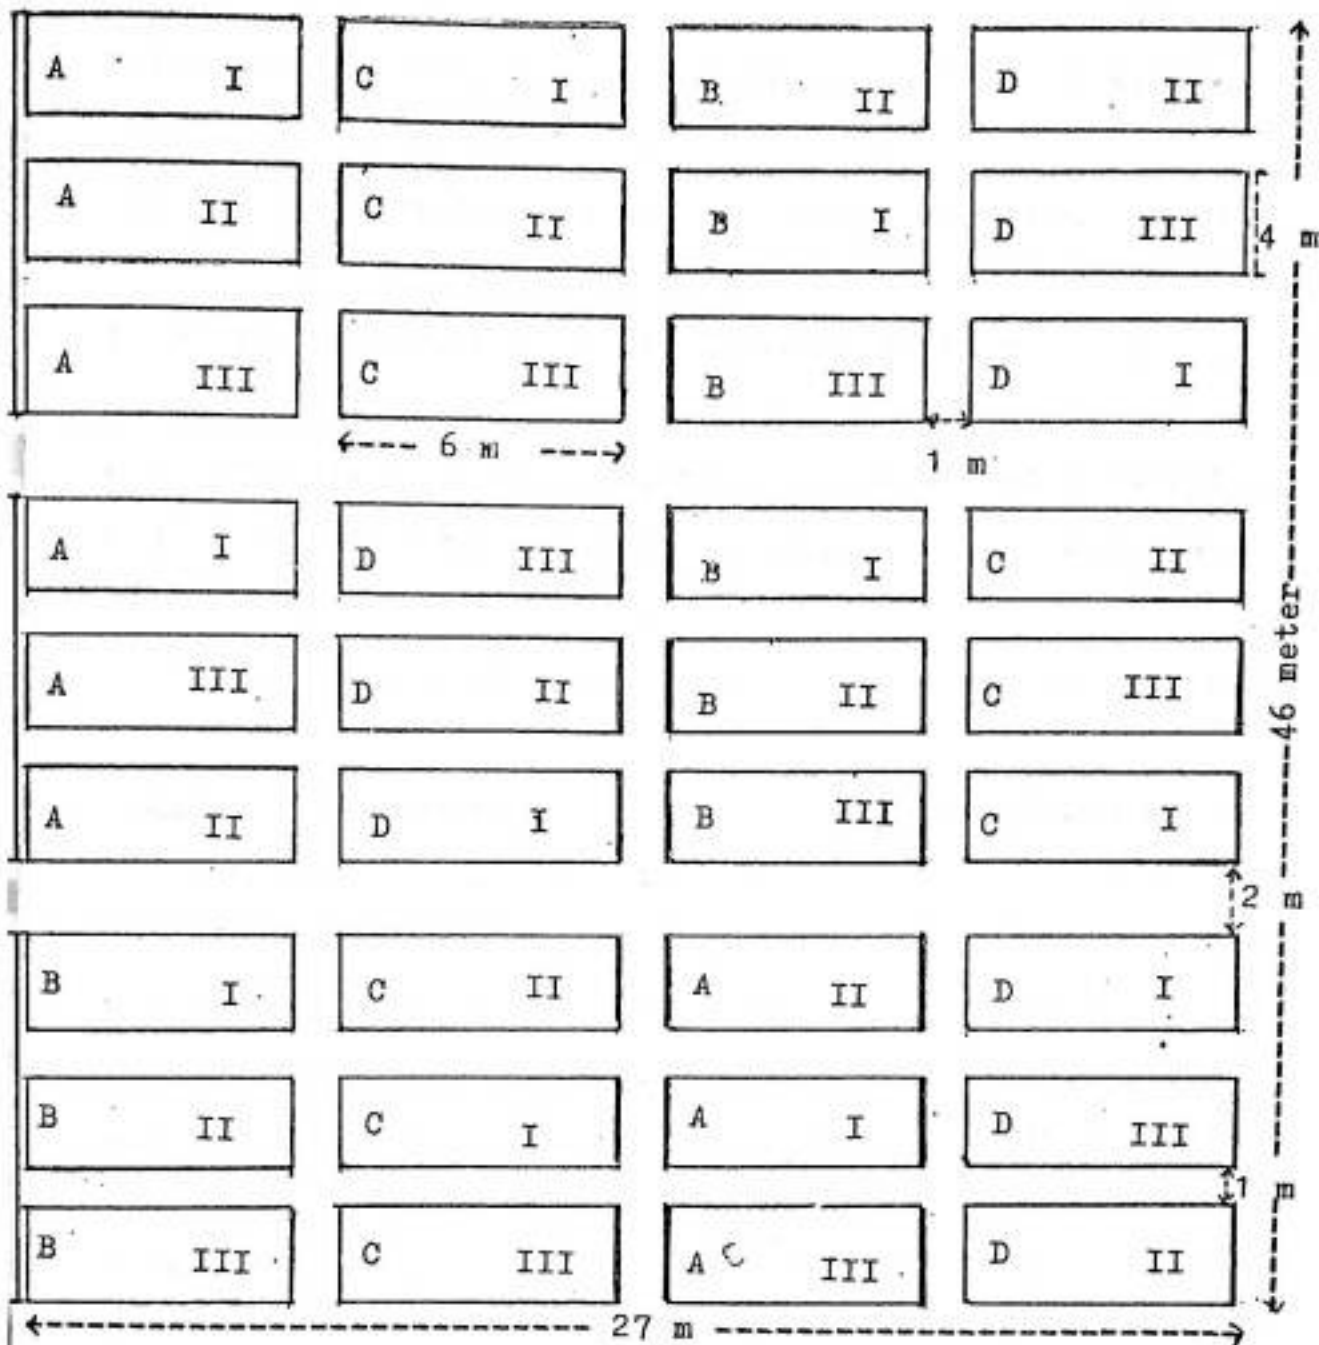 A I C I B II D II
A II C II B I D III
4 m
A III C III B III D I
6 m
1 m
A I D III B I C II
A III D II B II C III
46 meter
A II D I B III C I
2 m
B I C II A II D I
B II C I A I D III
1 m
B III C III A C III D II
27 m